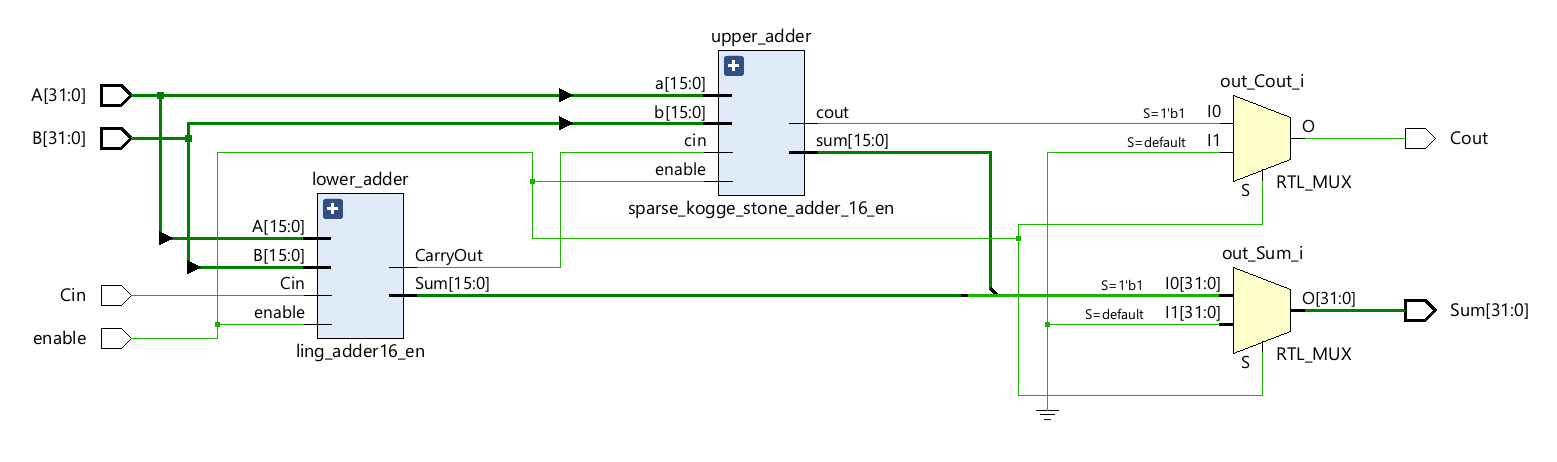 upper_adder
A[31:0]
a[15:0]
B[31:0]
b[15:0]
cin
enable
cout
sum[15:0]
sparse_kogge_stone_adder_16_en
out_Cout_i
S=1'b1
I0
S=default
I1
O
S
RTL_MUX
Cout
lower_adder
A[15:0]
B[15:0]
Cin
Cin
enable
enable
CarryOut
Sum[15:0]
ling_adder16_en
out_Sum_i
S=1'b1
I0[31:0]
S=default
I1[31:0]
O[31:0]
S
RTL_MUX
Sum[31:0]